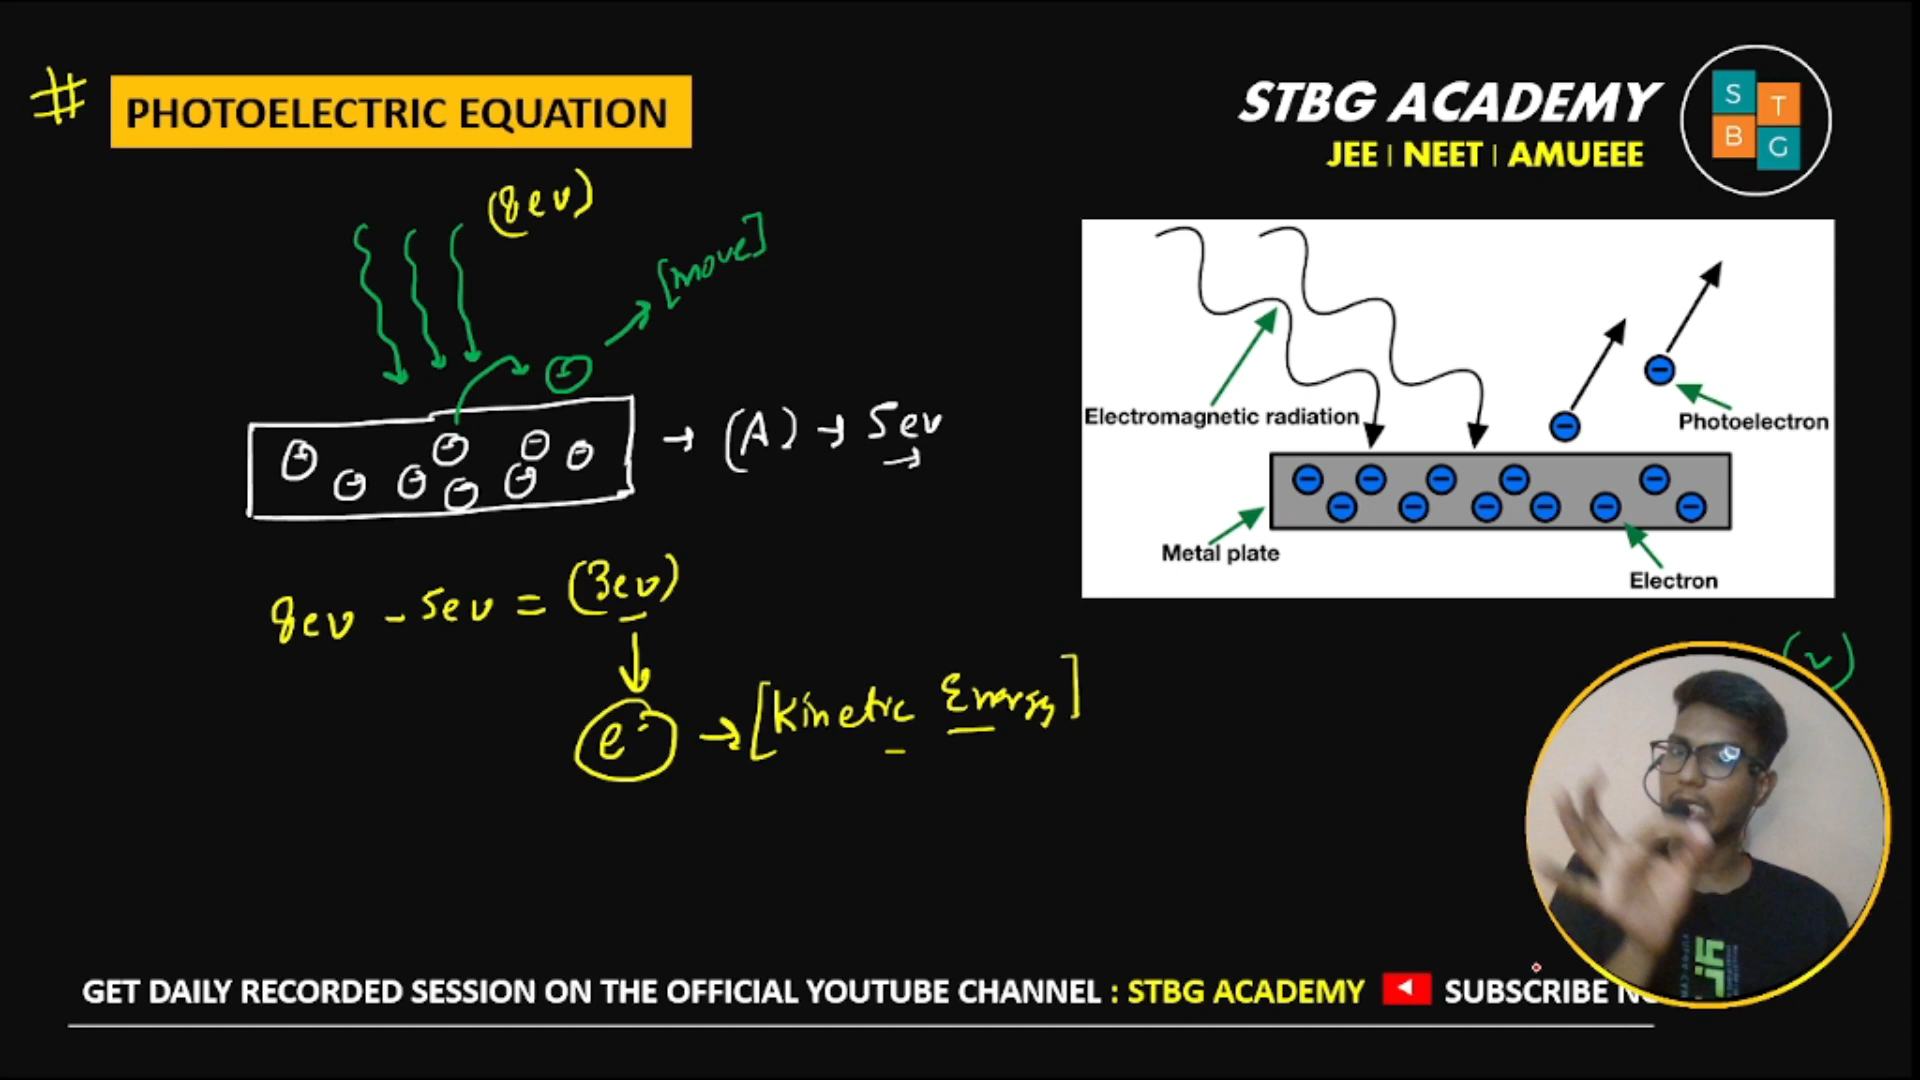 #
PHOTOELECTRIC EQUATION
STBG ACADEMY
JEE | NEET | AMUEEE
S T
B G
(8ev)
[move]
→ (A) → 5ev
8ev - 5ev = (3ev)
e- → [Kinetic Energy]
Electromagnetic radiation
Photoelectron
Metal plate
Electron
GET DAILY RECORDED SESSION ON THE OFFICIAL YOUTUBE CHANNEL : STBG ACADEMY SUBSCRIBE